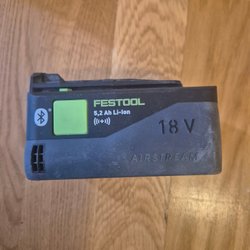 FESTOOL
5,2 Ah Li-Ion
18 V
AIRSTREAM